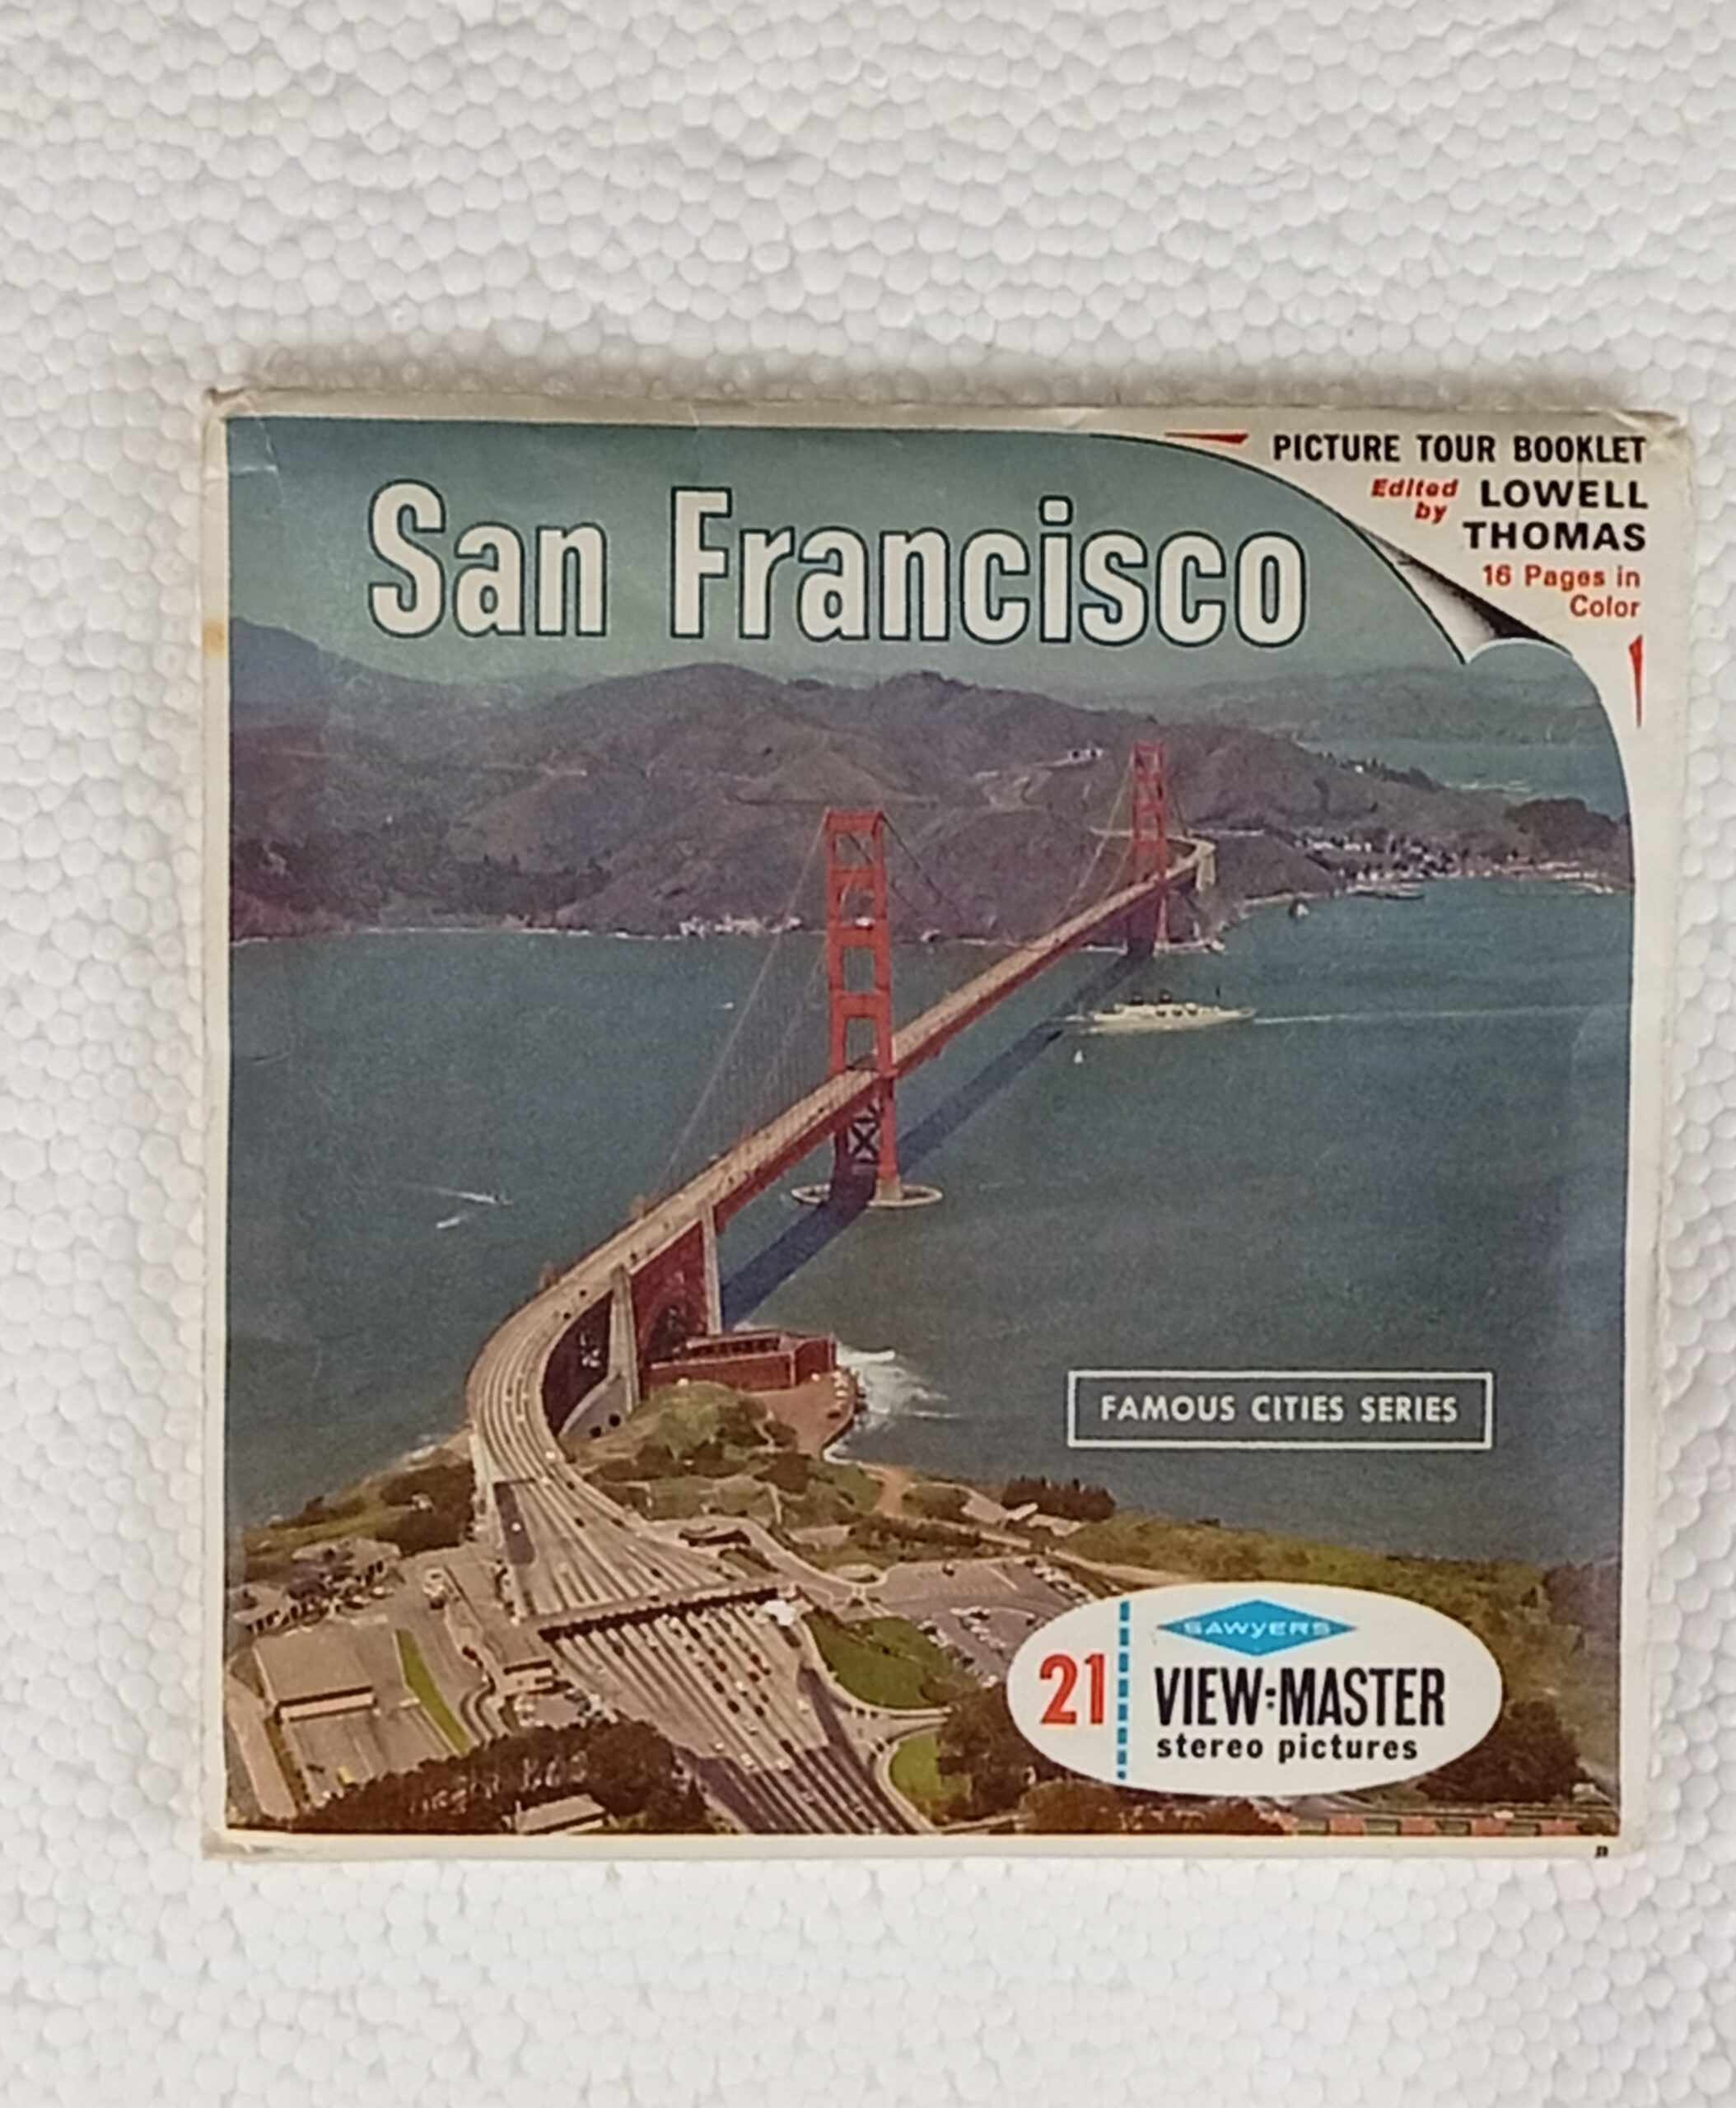 PICTURE TOUR BOOKLET
Edited by LOWELL
THOMAS
16 Pages in
Color
San Francisco
FAMOUS CITIES SERIES
SAWYER'S
21 VIEW-MASTER
stereo pictures